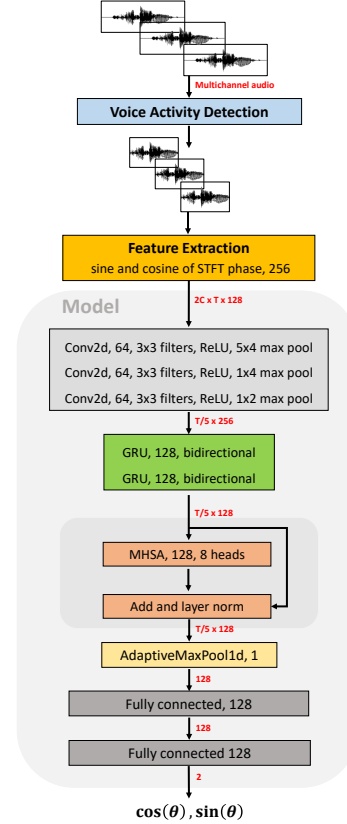 Multichannel audio
Voice Activity Detection
Feature Extraction
sine and cosine of STFT phase, 256
2C x T x 128
Model
Conv2d, 64, 3x3 filters, ReLU, 5x4 max pool
Conv2d, 64, 3x3 filters, ReLU, 1x4 max pool
Conv2d, 64, 3x3 filters, ReLU, 1x2 max pool
T/5 x 256
GRU, 128, bidirectional
GRU, 128, bidirectional
T/5 x 128
MHSA, 128, 8 heads
Add and layer norm
T/5 x 128
AdaptiveMaxPool1d, 1
128
Fully connected, 128
128
Fully connected 128
2
cos(θ), sin(θ)